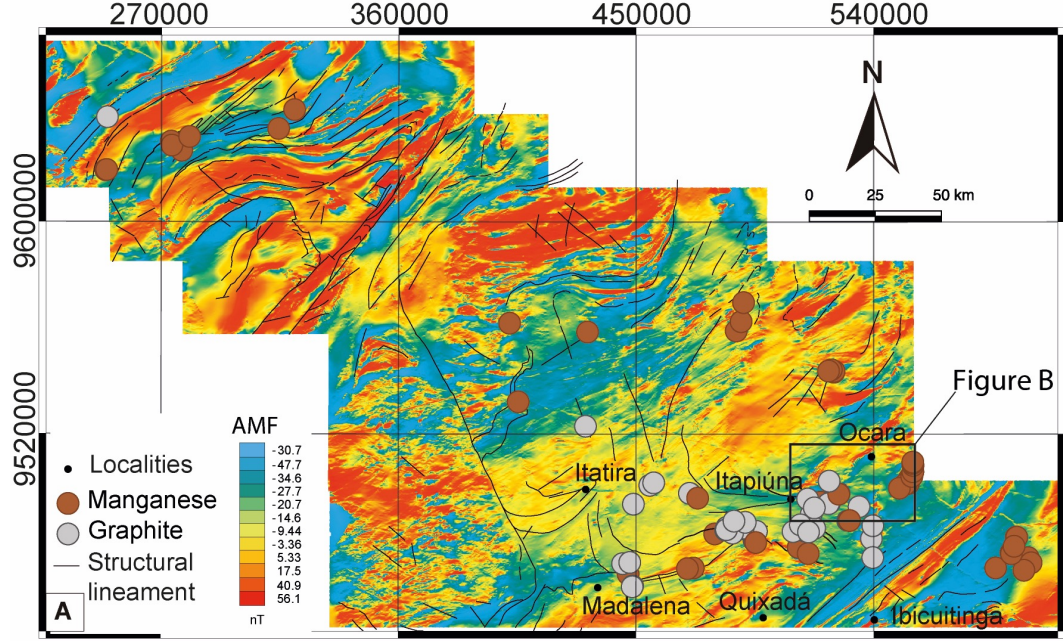 270000 360000 450000 540000
N
0 25 50 km
9600000
Figure B
9520000
AMF
Ocara
-30.7
-47.7
Localities
Itatira
Itapiúna
-34.6
-27.7
Manganese
-20.7
-14.6
Graphite
-9.44
-3.36
Structural
5.33
17.5
lineament
40.9
56.1
Madalena
Quixadá
Ibicuitinga
A
nT